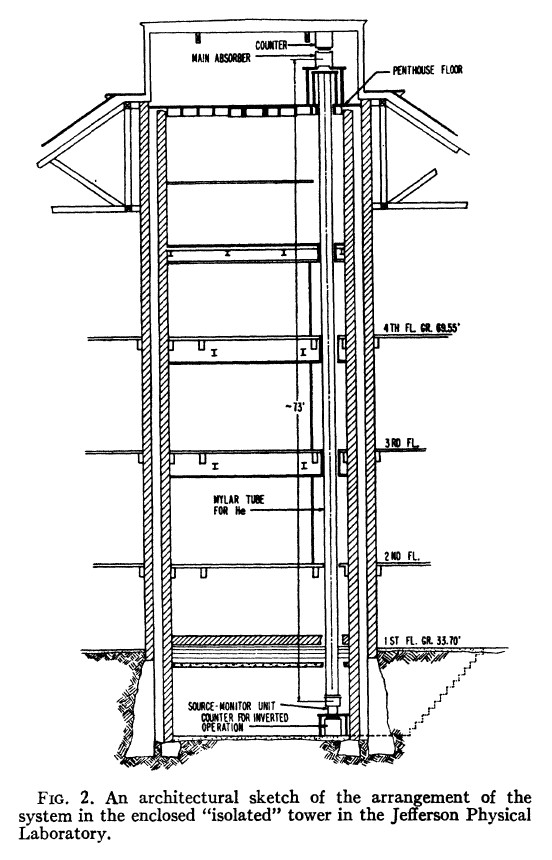 COUNTER
MAIN ABSORBER
PENTHOUSE FLOOR
4TH FL. GR. 69.55'
~73'
3RD FL.
MYLAR TUBE
FOR He
2ND FL.
1ST FL. GR. 33.70'
SOURCE-MONITOR UNIT
COUNTER FOR INVERTED
OPERATION
FIG. 2. An architectural sketch of the arrangement of the
system in the enclosed “isolated” tower in the Jefferson Physical
Laboratory.